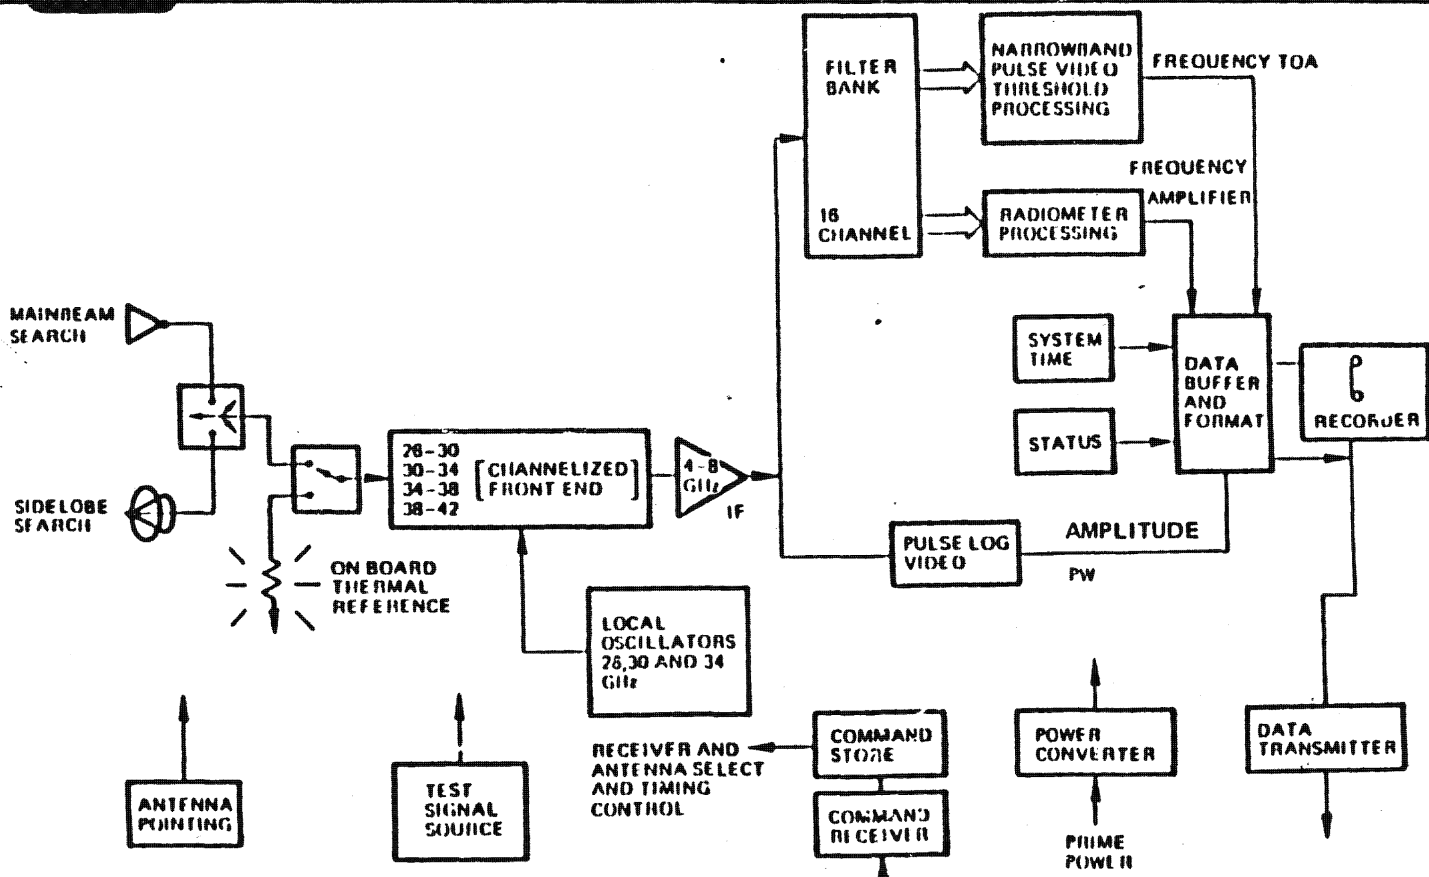 FILTER
BANK
16
CHANNEL
NARROWBAND
PULSE VIDEO
THRESHOLD
PROCESSING
FREQUENCY TOA
FREQUENCY
AMPLIFIER
RADIOMETER
PROCESSING
MAINBEAM
SEARCH
SIDELOBE
SEARCH
SYSTEM
TIME
STATUS
DATA
BUFFER
AND
FORMAT
RECORDER
26-30
30-34
34-38
38-42
[CHANNELIZED
FRONT END]
4-8
GHz
IF
PULSE LOG
VIDEO
AMPLITUDE
PW
ON BOARD
THERMAL
REFERENCE
LOCAL
OSCILLATORS
26,30 AND 34
GHz
ANTENNA
POINTING
TEST
SIGNAL
SOURCE
RECEIVER AND
ANTENNA SELECT
AND TIMING
CONTROL
COMMAND
STORE
COMMAND
RECEIVER
POWER
CONVERTER
PRIME
POWER
DATA
TRANSMITTER